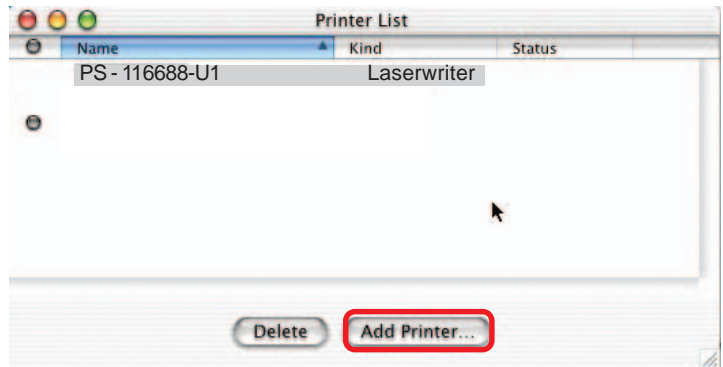 Printer List
Name Kind Status
PS - 116688-U1 Laserwriter
Delete Add Printer...